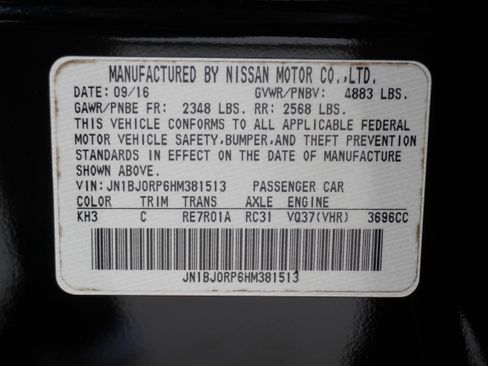 MANUFACTURED BY NISSAN MOTOR CO.,LTD.
DATE: 09/16 GVWR/PNBV: 4883 LBS.
GAWR/PNBE FR: 2348 LBS. RR: 2568 LBS.
THIS VEHICLE CONFORMS TO ALL APPLICABLE FEDERAL
MOTOR VEHICLE SAFETY,BUMPER,AND THEFT PREVENTION
STANDARDS IN EFFECT ON THE DATE OF MANUFACTURE
SHOWN ABOVE.
VIN: JN1BJ0RP6HM381513 PASSENGER CAR
COLOR TRIM TRANS AXLE ENGINE
KH3 C RE7R01A RC31 VQ37(VHR) 3696CC
JN1BJ0RP6HM381513